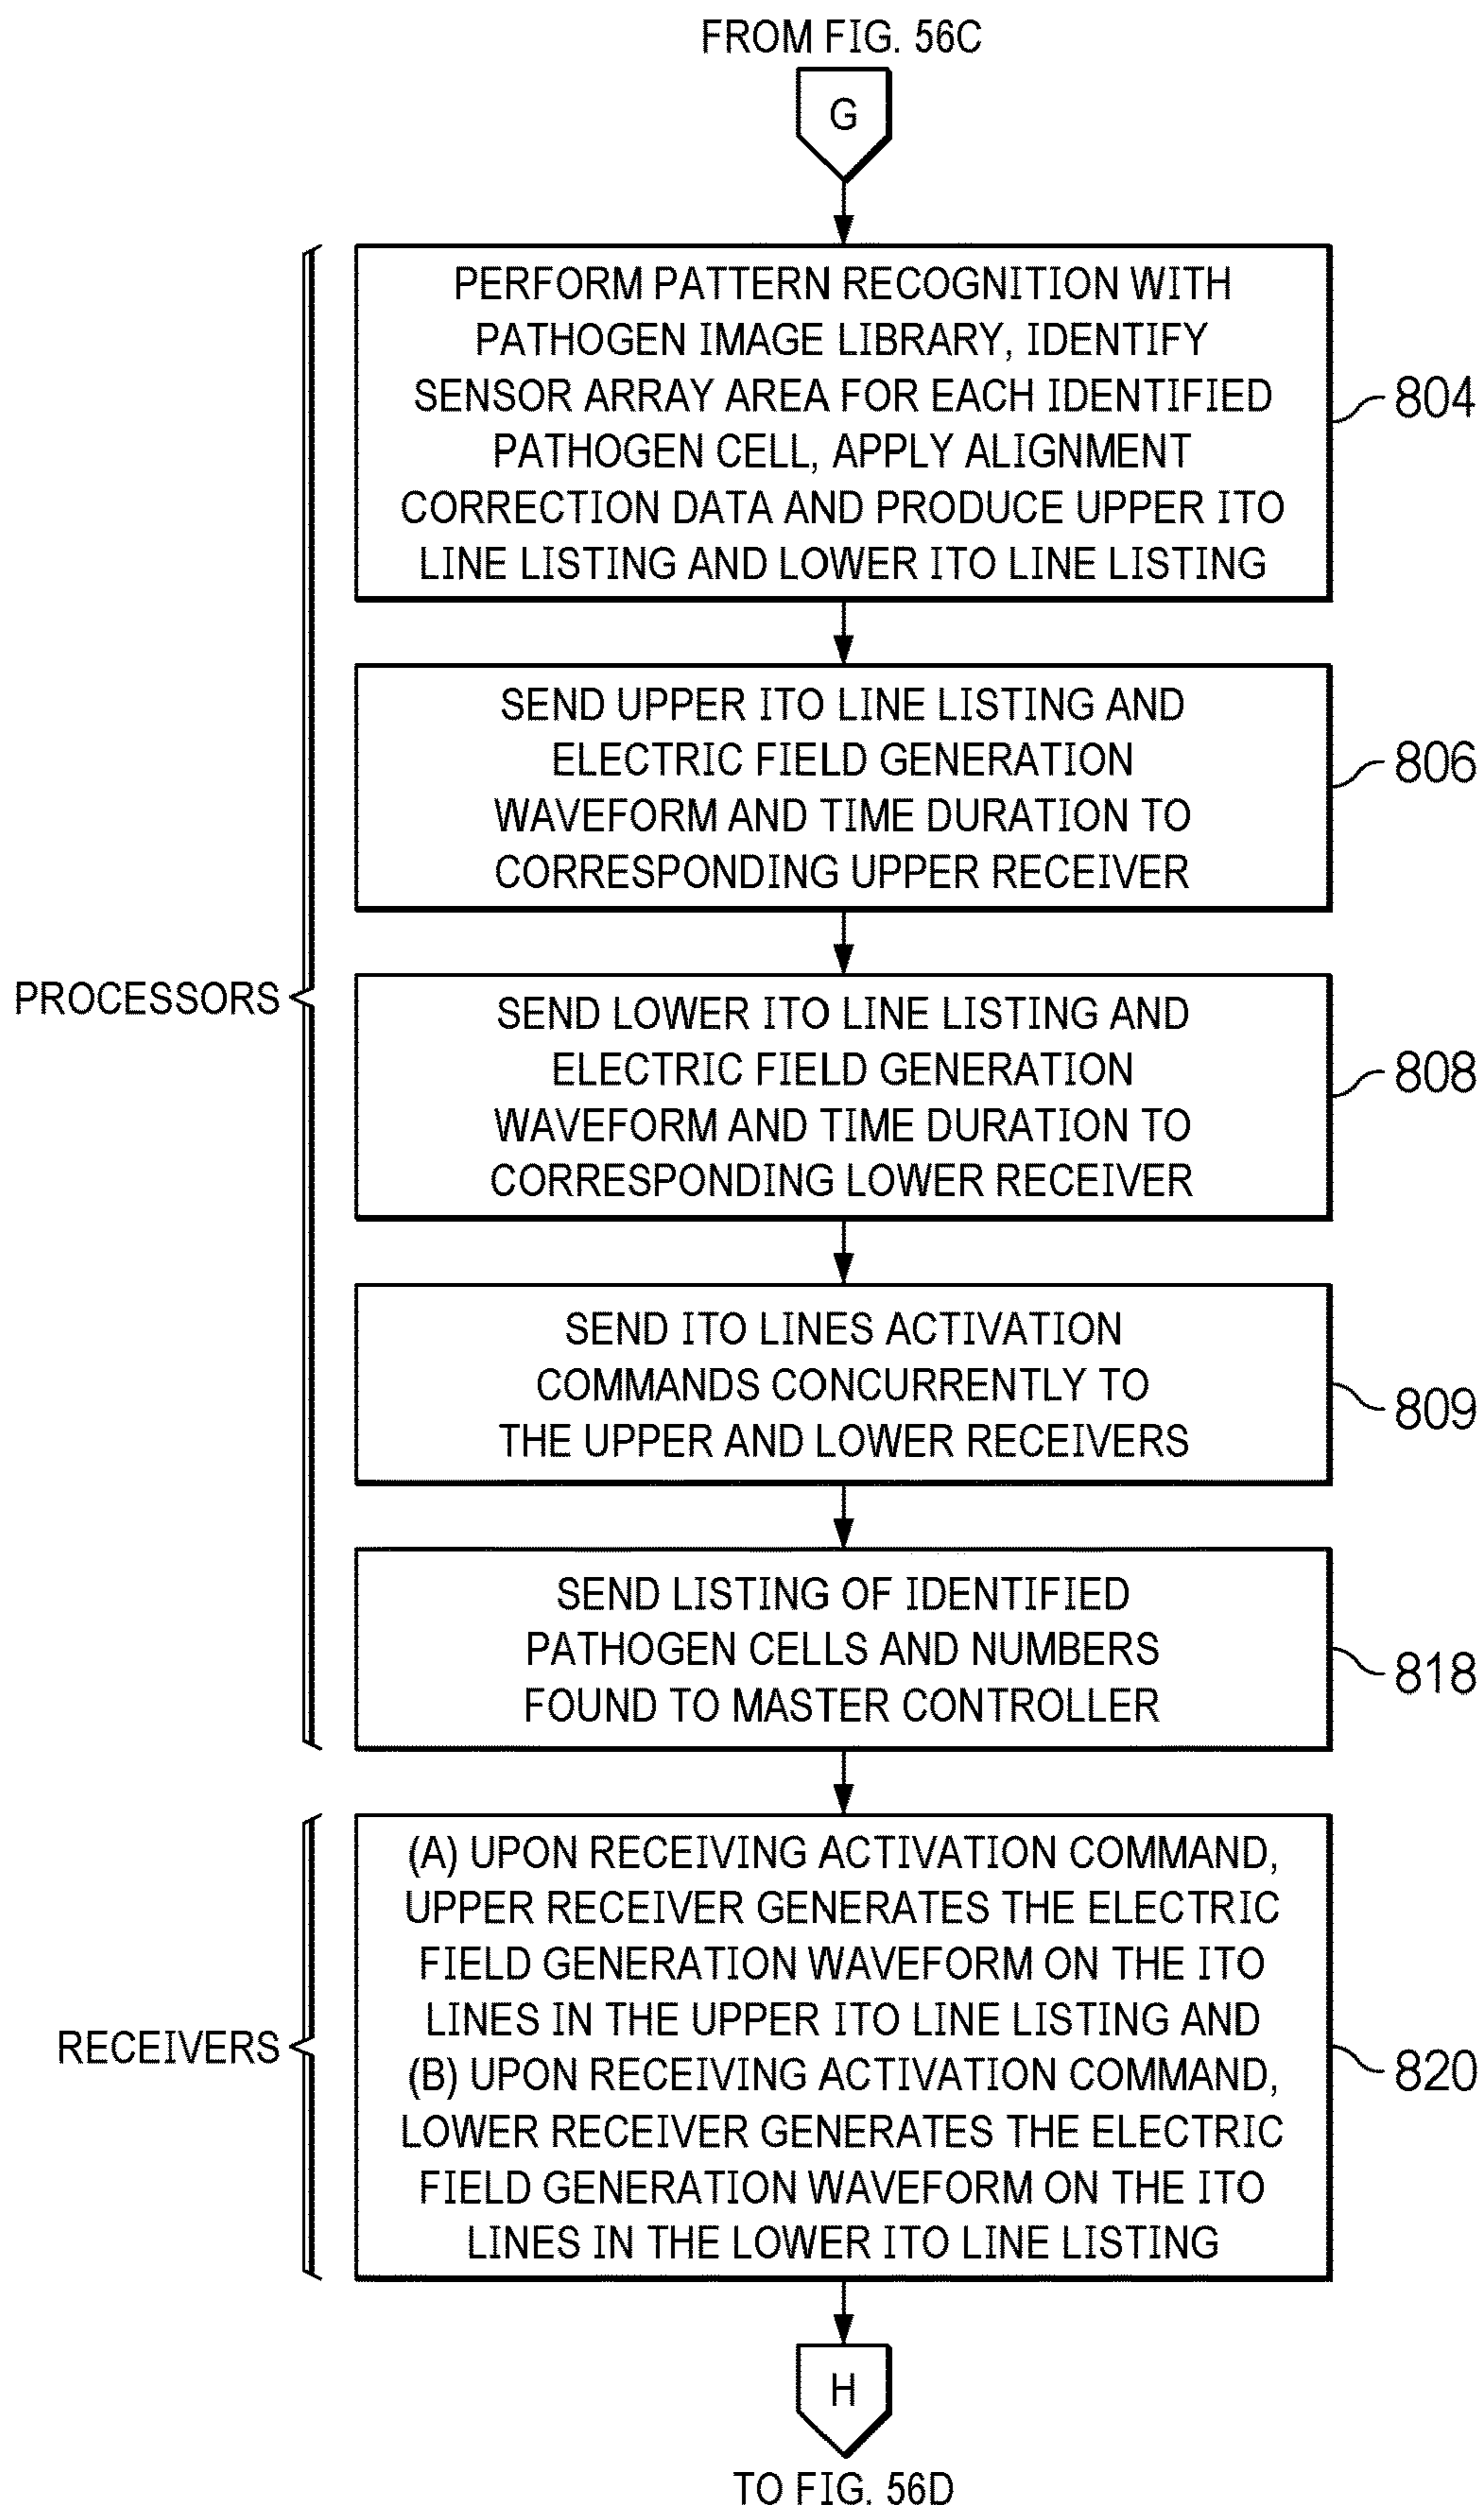 FROM FIG. 56C
G
PERFORM PATTERN RECOGNITION WITH
PATHOGEN IMAGE LIBRARY, IDENTIFY
SENSOR ARRAY AREA FOR EACH IDENTIFIED
PATHOGEN CELL, APPLY ALIGNMENT
CORRECTION DATA AND PRODUCE UPPER ITO
LINE LISTING AND LOWER ITO LINE LISTING
804
SEND UPPER ITO LINE LISTING AND
ELECTRIC FIELD GENERATION
WAVEFORM AND TIME DURATION TO
CORRESPONDING UPPER RECEIVER
806
PROCESSORS
SEND LOWER ITO LINE LISTING AND
ELECTRIC FIELD GENERATION
WAVEFORM AND TIME DURATION TO
CORRESPONDING LOWER RECEIVER
808
SEND ITO LINES ACTIVATION
COMMANDS CONCURRENTLY TO
THE UPPER AND LOWER RECEIVERS
809
SEND LISTING OF IDENTIFIED
PATHOGEN CELLS AND NUMBERS
FOUND TO MASTER CONTROLLER
818
RECEIVERS
(A) UPON RECEIVING ACTIVATION COMMAND,
UPPER RECEIVER GENERATES THE ELECTRIC
FIELD GENERATION WAVEFORM ON THE ITO
LINES IN THE UPPER ITO LINE LISTING AND
(B) UPON RECEIVING ACTIVATION COMMAND,
LOWER RECEIVER GENERATES THE ELECTRIC
FIELD GENERATION WAVEFORM ON THE ITO
LINES IN THE LOWER ITO LINE LISTING
820
H
TO FIG. 56D